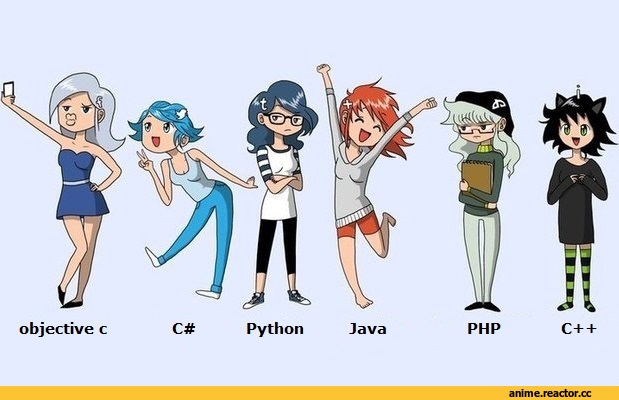 objective c
C#
Python
Java
PHP
C++
f
t
anime.reactor.cc